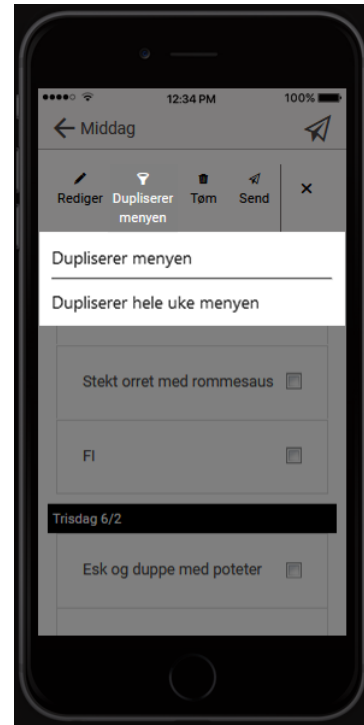 12:34 PM 100%
Middag
Rediger Dupliserer menyen Tøm Send ×
Dupliserer menyen
Dupliserer hele uke menyen
Stekt orret med rommesaus
FI
Trisdag 6/2
Esk og duppe med poteter